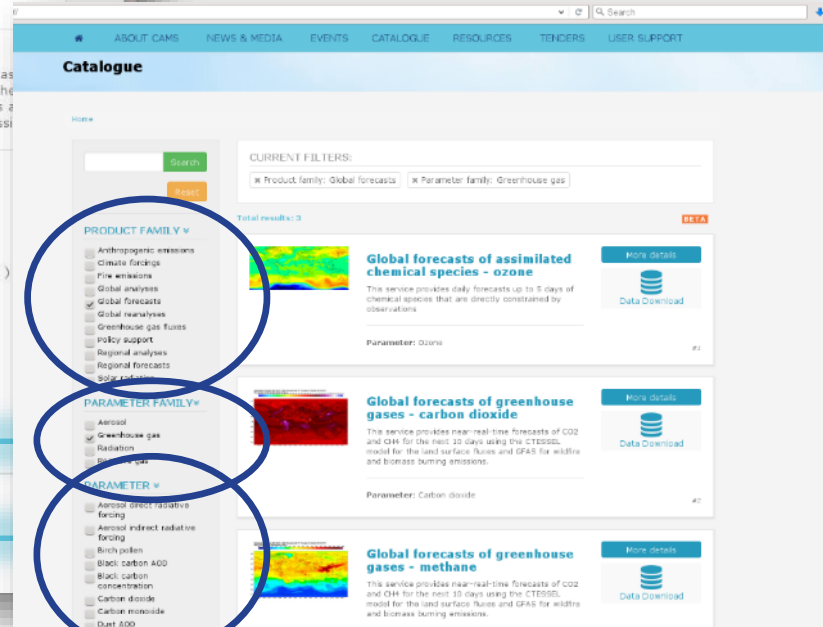 Search
ABOUT CAMS NEWS & MEDIA EVENTS CATALOGUE RESOURCES TENDERS USER SUPPORT
Catalogue
Home
Search
Reset
PRODUCT FAMILY
Anthropogenic emissions
Climate forcings
Fire emissions
Global analyses
Global forecasts
Global reanalyses
Greenhouse gas fluxes
Policy support
Regional analyses
Regional forecasts
Solar radiation
PARAMETER FAMILY
Aerosol
Greenhouse gas
Radiation
gas
PARAMETER
Aerosol direct radiative
forcing
Aerosol indirect radiative
forcing
Birch pollen
Black carbon AOD
Black carbon
concentration
Carbon dioxide
Carbon monoxide
Dust AOD
CURRENT FILTERS:
× Product family: Global forecasts × Parameter family: Greenhouse gas
Total results: 3 BETA
Global forecasts of assimilated
chemical species - ozone
This service provides daily forecasts up to 5 days of
chemical species that are directly constrained by
observations
Parameter: Ozone
More details
Data Download
#1
Global forecasts of greenhouse
gases - carbon dioxide
This service provides near-real-time forecasts of CO2
and CH4 for the next 10 days using the CTESSEL
model for the land surface fluxes and GFAS for wildfire
and biomass burning emissions.
Parameter: Carbon dioxide
More details
Data Download
#2
Global forecasts of greenhouse
gases - methane
This service provides near-real-time forecasts of CO2
and CH4 for the next 10 days using the CTESSEL
model for the land surface fluxes and GFAS for wildfire
and biomass burning emissions.
More details
Data Download